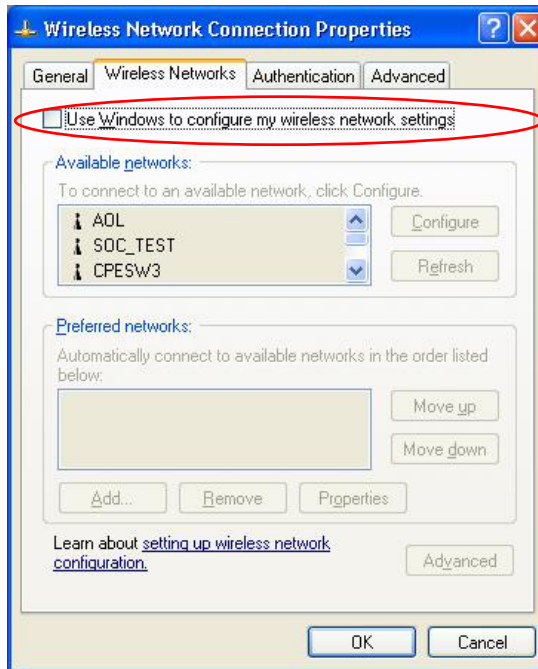 Wireless Network Connection Properties
General Wireless Networks Authentication Advanced
Use Windows to configure my wireless network settings
Available networks:
To connect to an available network, click Configure.
AOL
SOC_TEST
CPESW3
Configure
Refresh
Preferred networks:
Automatically connect to available networks in the order listed
below:
Move up
Move down
Add... Remove Properties
Learn about setting up wireless network
configuration.
Advanced
OK Cancel